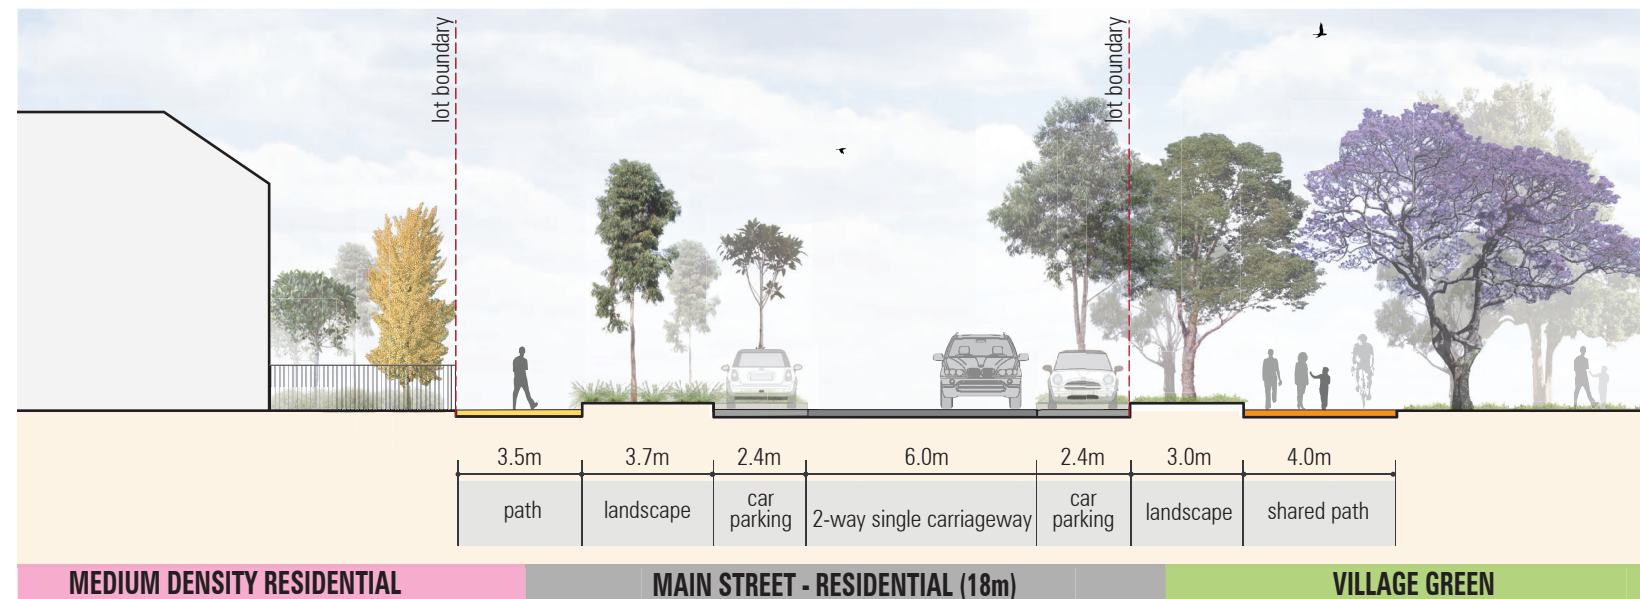 lot boundary
lot boundary
3.5m
3.7m
2.4m
6.0m
2.4m
3.0m
4.0m
path
landscape
car
parking
2-way single carriageway
car
parking
landscape
shared path
MEDIUM DENSITY RESIDENTIAL
MAIN STREET - RESIDENTIAL (18m)
VILLAGE GREEN